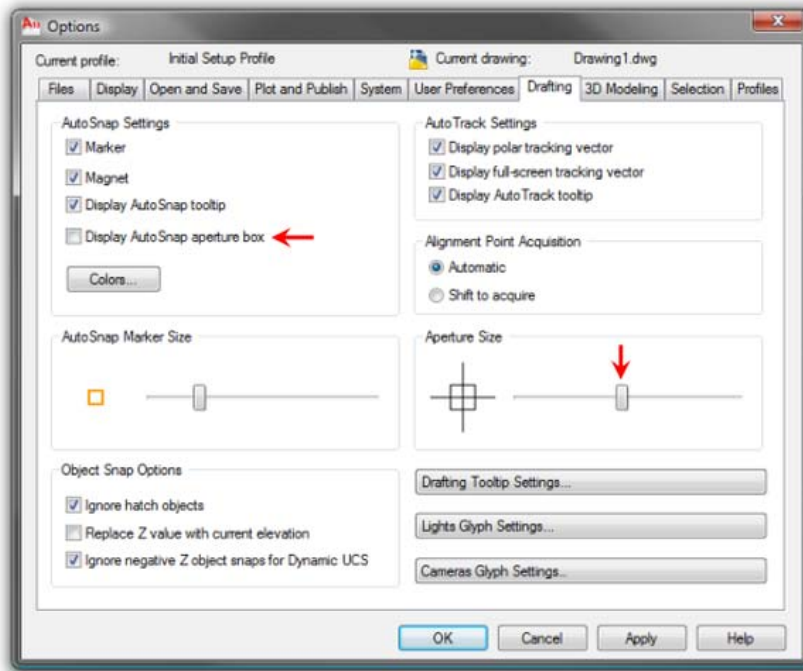 Options
Current profile: Initial Setup Profile Current drawing: Drawing1.dwg
Files Display Open and Save Plot and Publish System User Preferences Drafting 3D Modeling Selection Profiles
AutoSnap Settings
Marker
Magnet
Display AutoSnap tooltip
Display AutoSnap aperture box
Colors...
AutoTrack Settings
Display polar tracking vector
Display full-screen tracking vector
Display AutoTrack tooltip
Alignment Point Acquisition
Automatic
Shift to acquire
AutoSnap Marker Size
Aperture Size
Object Snap Options
Ignore hatch objects
Replace Z value with current elevation
Ignore negative Z object snaps for Dynamic UCS
Drafting Tooltip Settings...
Lights Glyph Settings...
Cameras Glyph Settings...
OK Cancel Apply Help